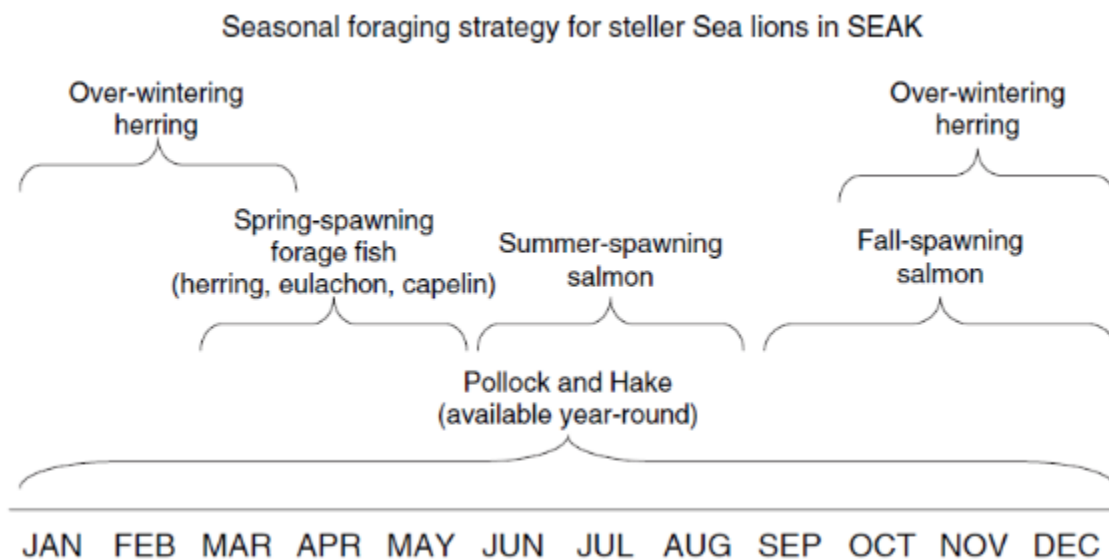 Seasonal foraging strategy for steller Sea lions in SEAK
Over-wintering
herring
Over-wintering
herring
Spring-spawning
forage fish
(herring, eulachon, capelin)
Summer-spawning
salmon
Fall-spawning
salmon
Pollock and Hake
(available year-round)
JAN FEB MAR APR MAY JUN JUL AUG SEP OCT NOV DEC